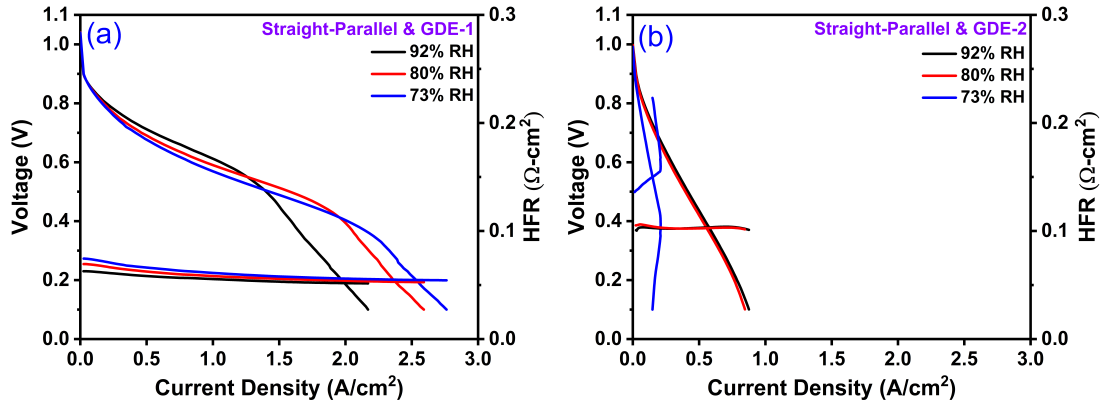 (a)
Straight-Parallel & GDE-1
92% RH
80% RH
73% RH
Voltage (V)
1.1
1.0
0.8
0.6
0.4
0.2
0.0
0.3
0.2
0.1
0.0
HFR (Ω-cm²)
0.0 0.5 1.0 1.5 2.0 2.5 3.0
Current Density (A/cm²)
(b)
Straight-Parallel & GDE-2
92% RH
80% RH
73% RH
Voltage (V)
1.1
1.0
0.8
0.6
0.4
0.2
0.0
0.3
0.2
0.1
0.0
HFR (Ω-cm²)
0.0 0.5 1.0 1.5 2.0 2.5 3.0
Current Density (A/cm²)